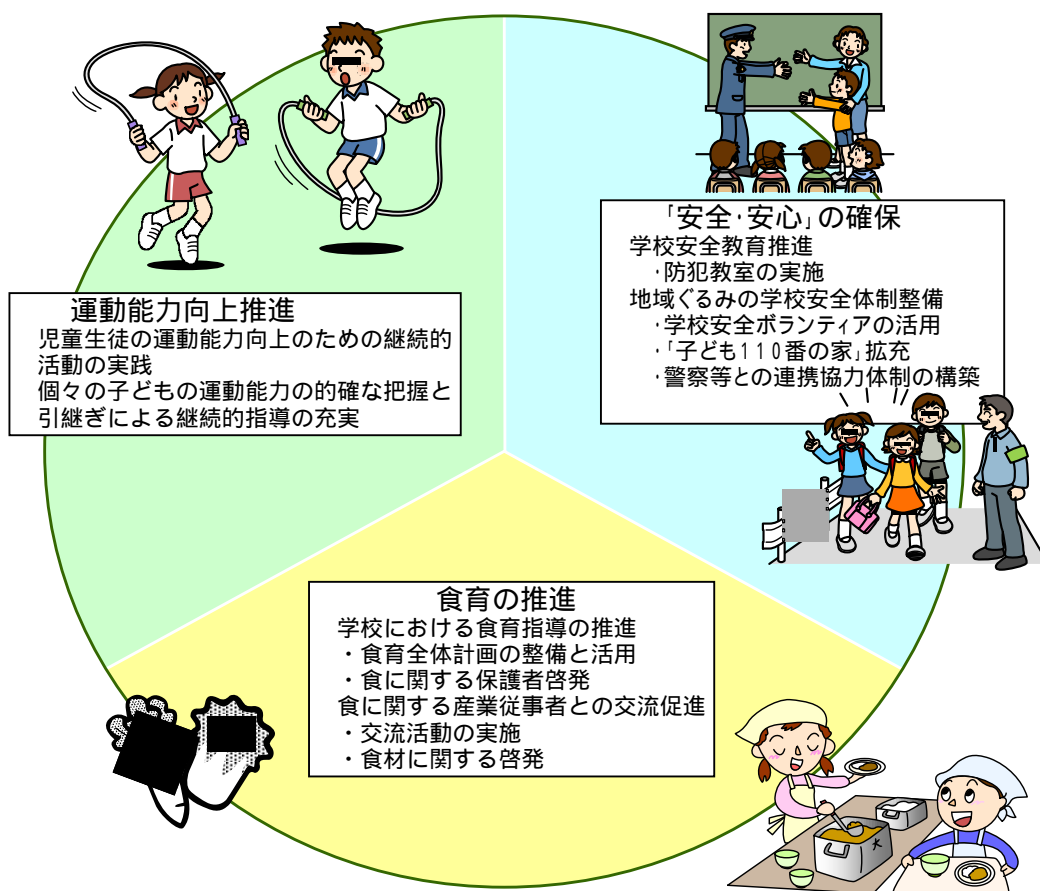 運動能力向上推進
児童生徒の運動能力向上のための継続的
活動の実践
個々の子どもの運動能力の的確な把握と
引継ぎによる継続的指導の充実
「安全・安心」の確保
学校安全教育推進
・防犯教室の実施
地域ぐるみの学校安全体制整備
・学校安全ボランティアの活用
・「子ども110番の家」拡充
・警察等との連携協力体制の構築
食育の推進
学校における食育指導の推進
・食育全体計画の整備と活用
・食に関する保護者啓発
食に関する産業従事者との交流促進
・交流活動の実施
・食材に関する啓発